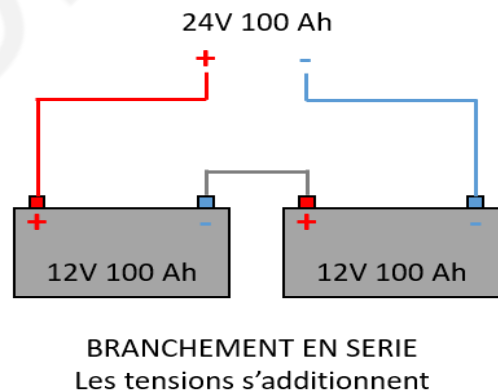 24V 100 Ah
+ -
+ - + -
12V 100 Ah 12V 100 Ah
BRANCHEMENT EN SERIE
Les tensions s’additionnent